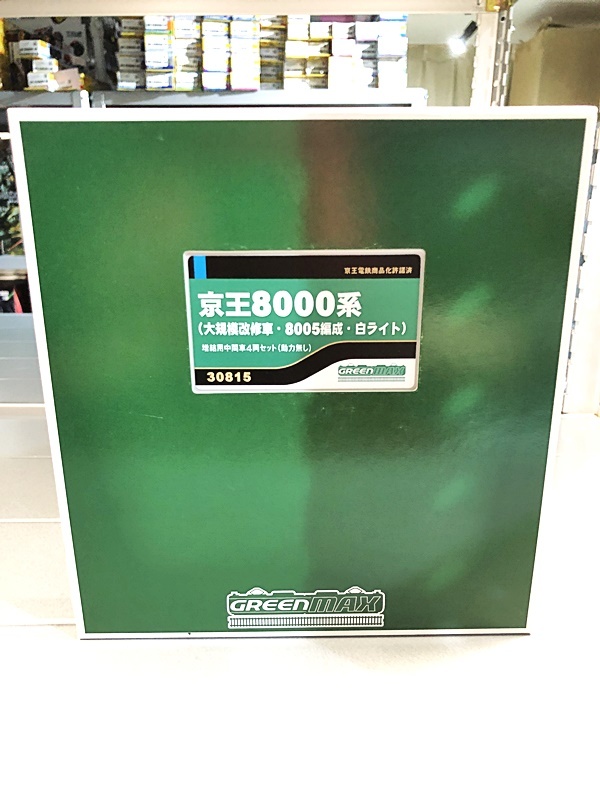 京王電鉄商品化許諾済
京王8000系
(大規模改修車・8005編成・白ライト)
増結用中間車4両セット(動力無し)
30815
GREENMAX
GREENMAX